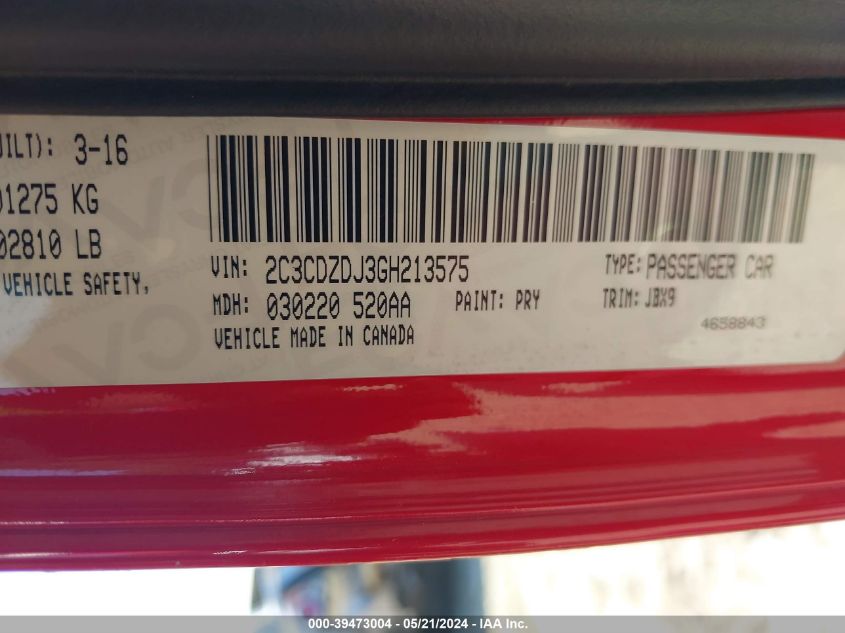 UILT): 3-16
01275 KG
02810 LB
VEHICLE SAFETY,
VIN: 2C3CDZDJ3GH213575 TYPE: PASSENGER CAR
MDH: 030220 520AA PAINT: PRY TRIM: JBX9
VEHICLE MADE IN CANADA 4658843
000-39473004 - 05/21/2024 - IAA Inc.